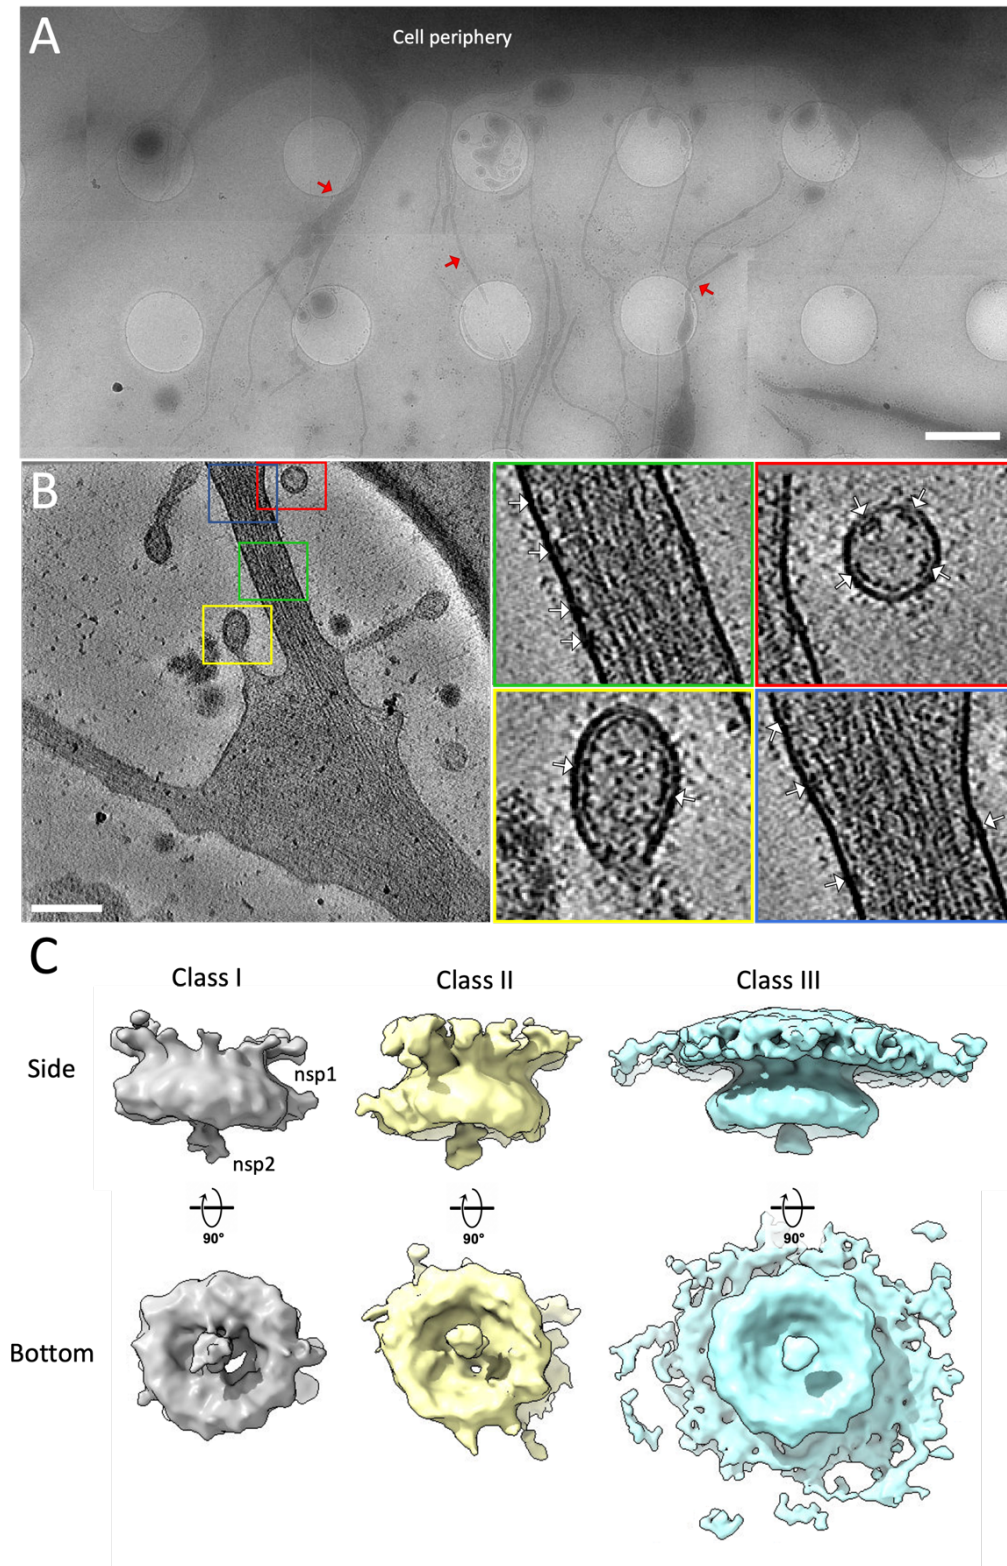 A
Cell periphery
B
C
Class I
Class II
Class III
Side
nsp1
nsp2
90°
90°
90°
Bottom